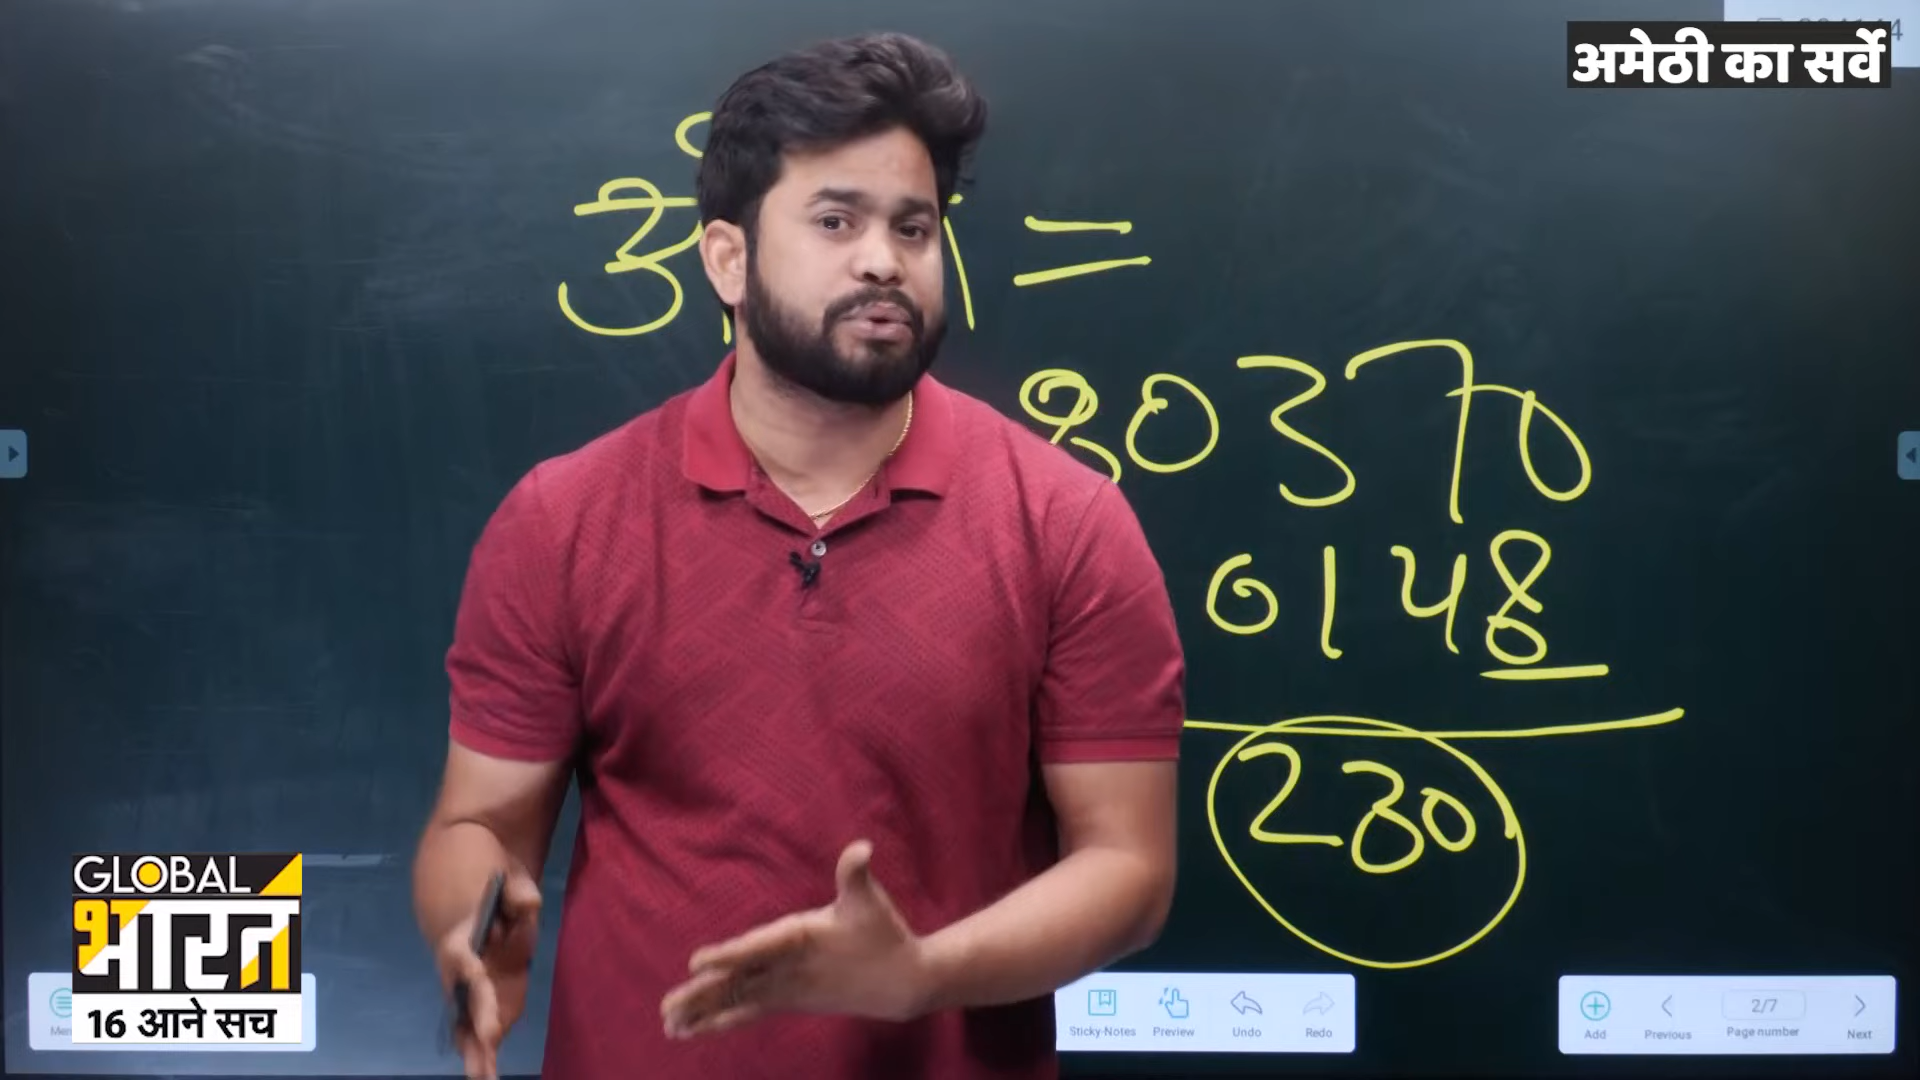 अमेठी का सर्वे
=
80370
0148
230
GLOBAL
भारत
16 आने सच
Sticky-Notes
Preview
Undo
Redo
Add
Previous
2/7
Page number
Next